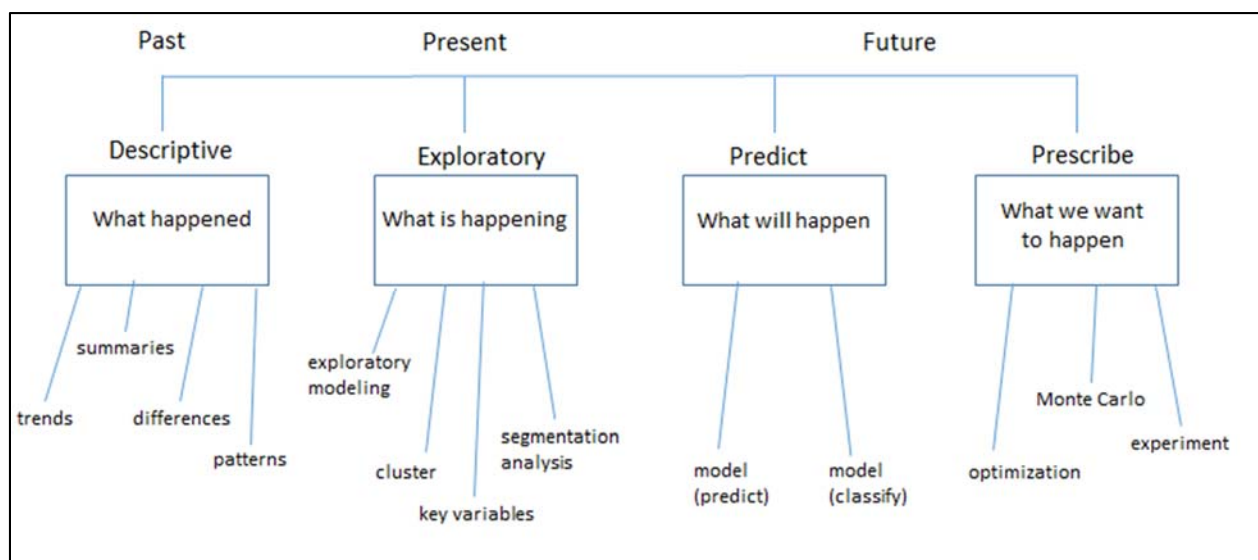 Past
Present
Future
Descriptive
Exploratory
Predict
Prescribe
What happened
What is happening
What will happen
What we want
to happen
trends
summaries
differences
patterns
exploratory
modeling
cluster
key variables
segmentation
analysis
model
(predict)
model
(classify)
optimization
Monte Carlo
experiment